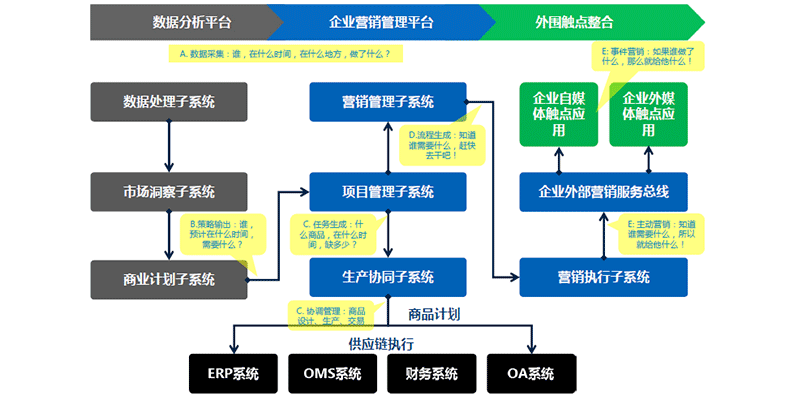 数据分析平台
企业营销管理平台
外围触点整合
A. 数据采集：谁，在什么时间，在什么地方，做了什么？
E: 事件营销：如果谁做了
什么，那么就给他什么！
数据处理子系统
营销管理子系统
企业自媒
体触点应
用
企业外媒
体触点应
用
D.流程生成：知道
谁需要什么，赶快
去干吧！
市场洞察子系统
项目管理子系统
企业外部营销服务总线
B.策略输出：谁，
预计在什么时间，
需要什么？
C. 任务生成：什
么商品，在什么时
间，缺多少？
E: 主动营销：知道
谁需要什么，所以
就给他什么！
商业计划子系统
生产协同子系统
营销执行子系统
C. 协调管理：商品
设计、生产、交易
商品计划
供应链执行
ERP系统
OMS系统
财务系统
OA系统